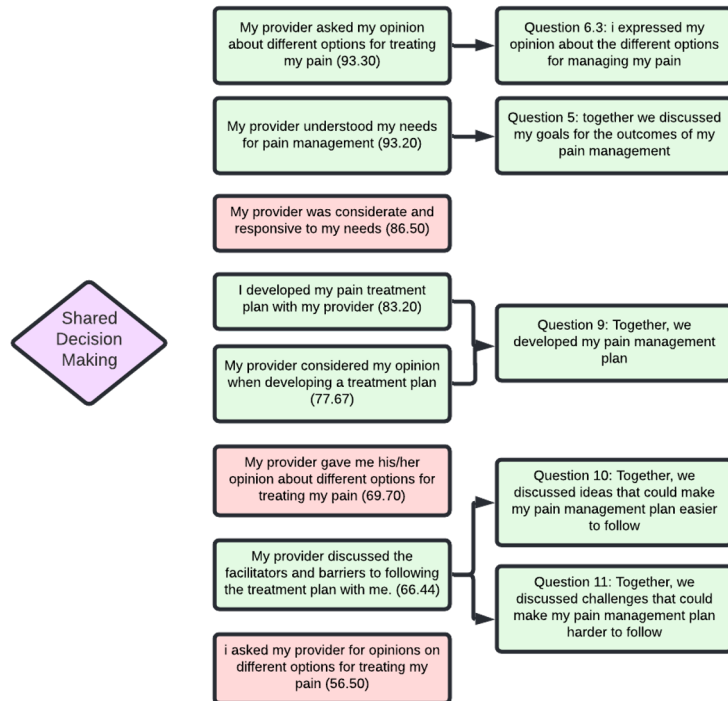 My provider asked my opinion
about different options for treating
my pain (93.30)
Question 6.3: i expressed my
opinion about the different options
for managing my pain
My provider understood my needs
for pain management (93.20)
Question 5: together we discussed
my goals for the outcomes of my
pain management
My provider was considerate and
responsive to my needs (86.50)
Shared
Decision
Making
I developed my pain treatment
plan with my provider (83.20)
My provider considered my opinion
when developing a treatment plan
(77.67)
Question 9: Together, we
developed my pain management
plan
My provider gave me his/her
opinion about different options for
treating my pain (69.70)
My provider discussed the
facilitators and barriers to following
the treatment plan with me. (66.44)
Question 10: Together, we
discussed ideas that could make
my pain management plan easier
to follow
Question 11: Together, we
discussed challenges that could
make my pain management plan
harder to follow
i asked my provider for opinions on
different options for treating my
pain (56.50)